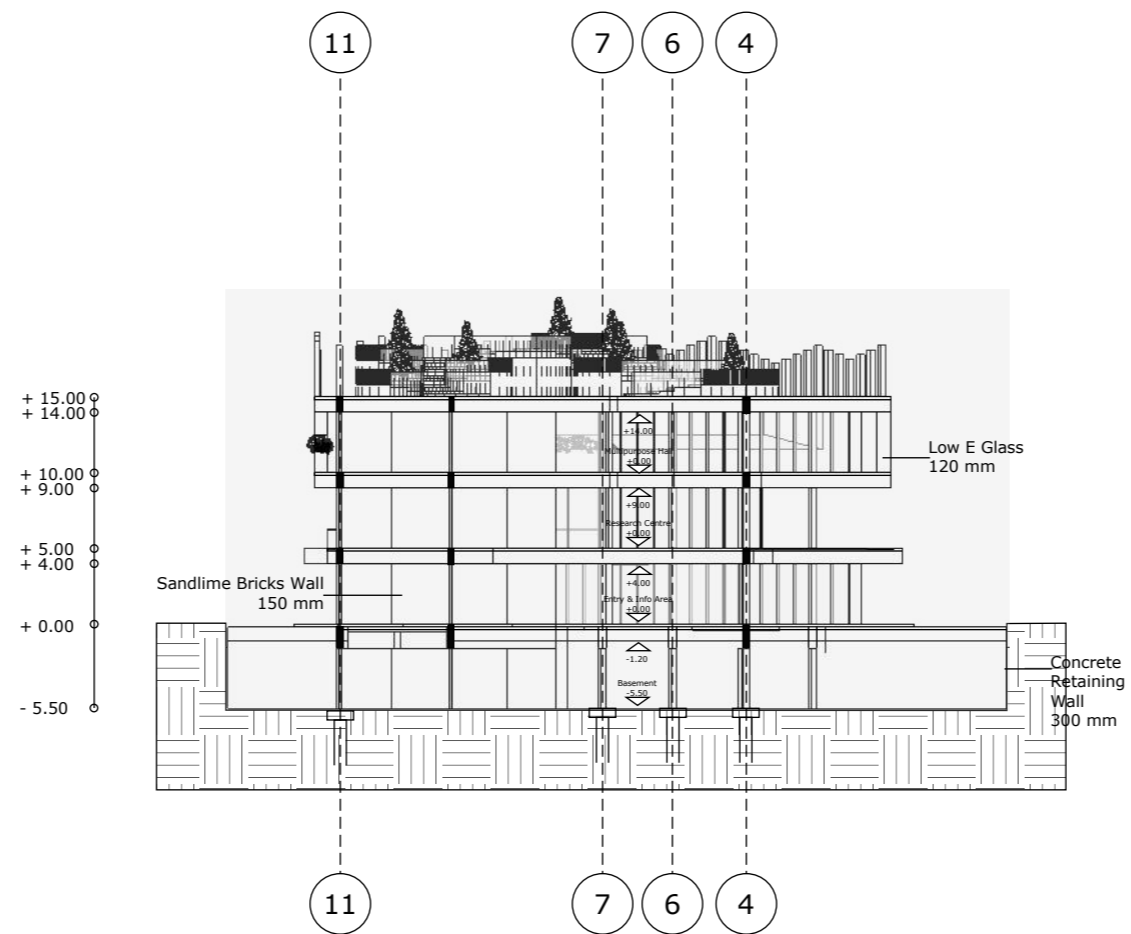 11
7
6
4
+ 15.00
+ 14.00
+14.00
Multipurpose Hall
+0.00
Low E Glass
120 mm
+ 10.00
+ 9.00
+9.00
Research Centre
+0.00
+ 5.00
+ 4.00
+4.00
Entry & Info Area
+0.00
Sandlime Bricks Wall
150 mm
+ 0.00
-1.20
Basement
-5.50
Concrete
Retaining
Wall
300 mm
- 5.50
11
7
6
4